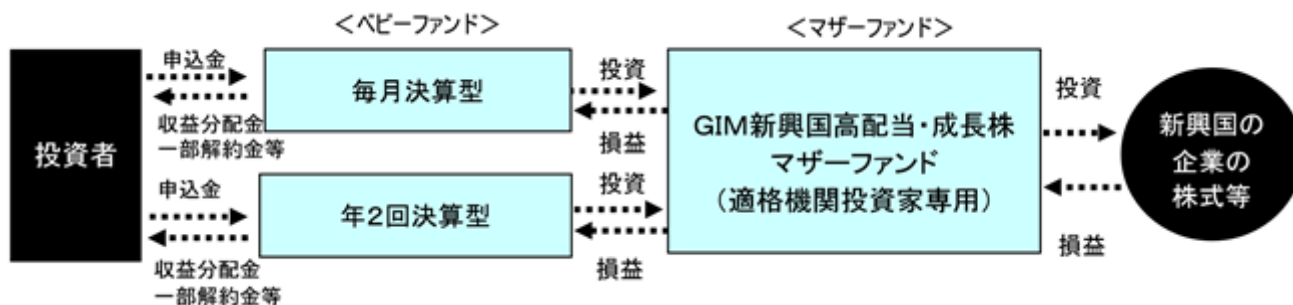 <ベビーファンド>
<マザーファンド>
投資者
申込金
収益分配金
一部解約金等
毎月決算型
投資
損益
申込金
収益分配金
一部解約金等
年2回決算型
投資
損益
GIM新興国高配当・成長株
マザーファンド
(適格機関投資家専用)
投資
損益
新興国の
企業の
株式等